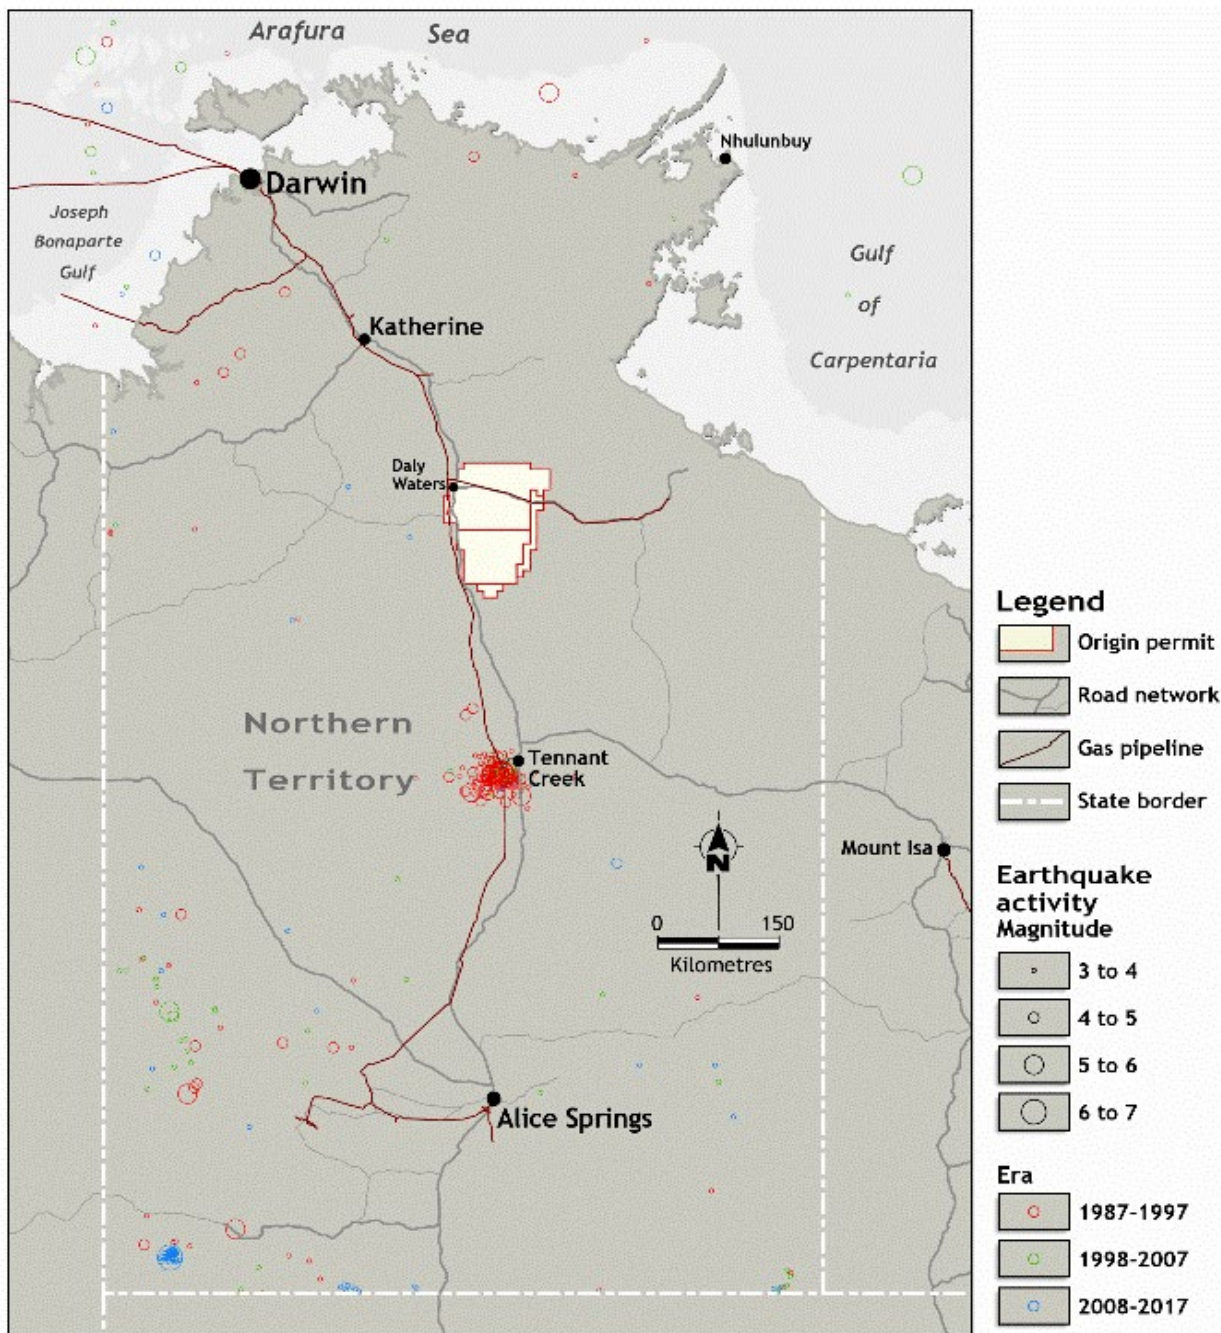 Arafura Sea
Nhulunbuy
Darwin
Joseph
Bonaparte
Gulf
Gulf
of
Carpentaria
Katherine
Daly
Waters
Northern
Territory
Tennant
Creek
Mount Isa
N
0 150
Kilometres
Alice Springs
Legend
Origin permit
Road network
Gas pipeline
State border
Earthquake
activity
Magnitude
3 to 4
4 to 5
5 to 6
6 to 7
Era
1987-1997
1998-2007
2008-2017